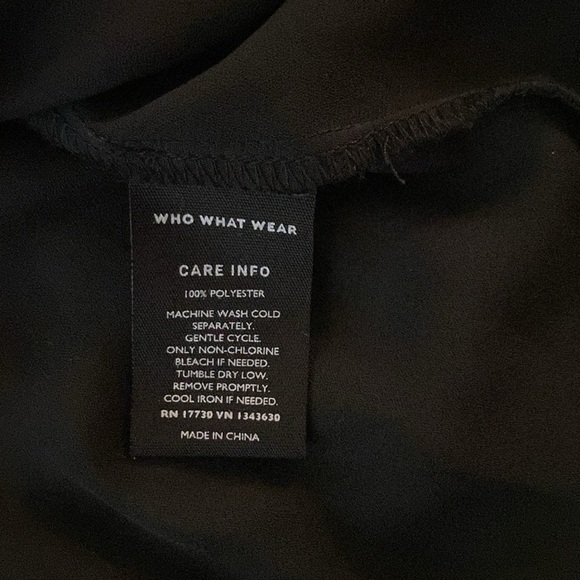 WHO WHAT WEAR
CARE INFO
100% POLYESTER
MACHINE WASH COLD
SEPARATELY.
GENTLE CYCLE.
ONLY NON-CHLORINE
BLEACH IF NEEDED.
TUMBLE DRY LOW.
REMOVE PROMPTLY.
COOL IRON IF NEEDED.
RN 17730 VN 1343630
MADE IN CHINA